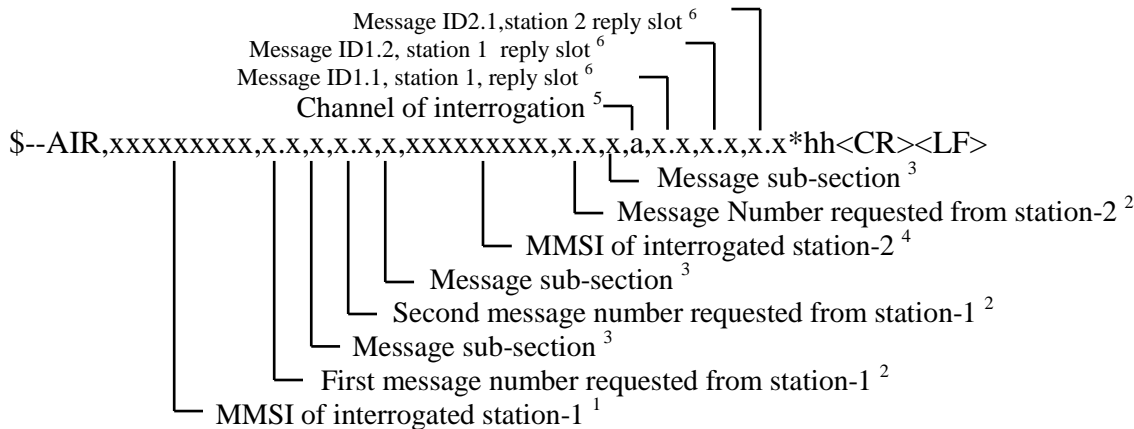 Message ID2.1,station 2 reply slot 6
Message ID1.2, station 1 reply slot 6
Message ID1.1, station 1, reply slot 6
Channel of interrogation 5
$--AIR,xxxxxxxxx,x.x,x,x.x,x,xxxxxxxxx,x.x,x,a,x.x,x.x,x.x*hh<CR><LF>
Message sub-section 3
Message Number requested from station-2 2
MMSI of interrogated station-2 4
Message sub-section 3
Second message number requested from station-1 2
Message sub-section 3
First message number requested from station-1 2
MMSI of interrogated station-1 1